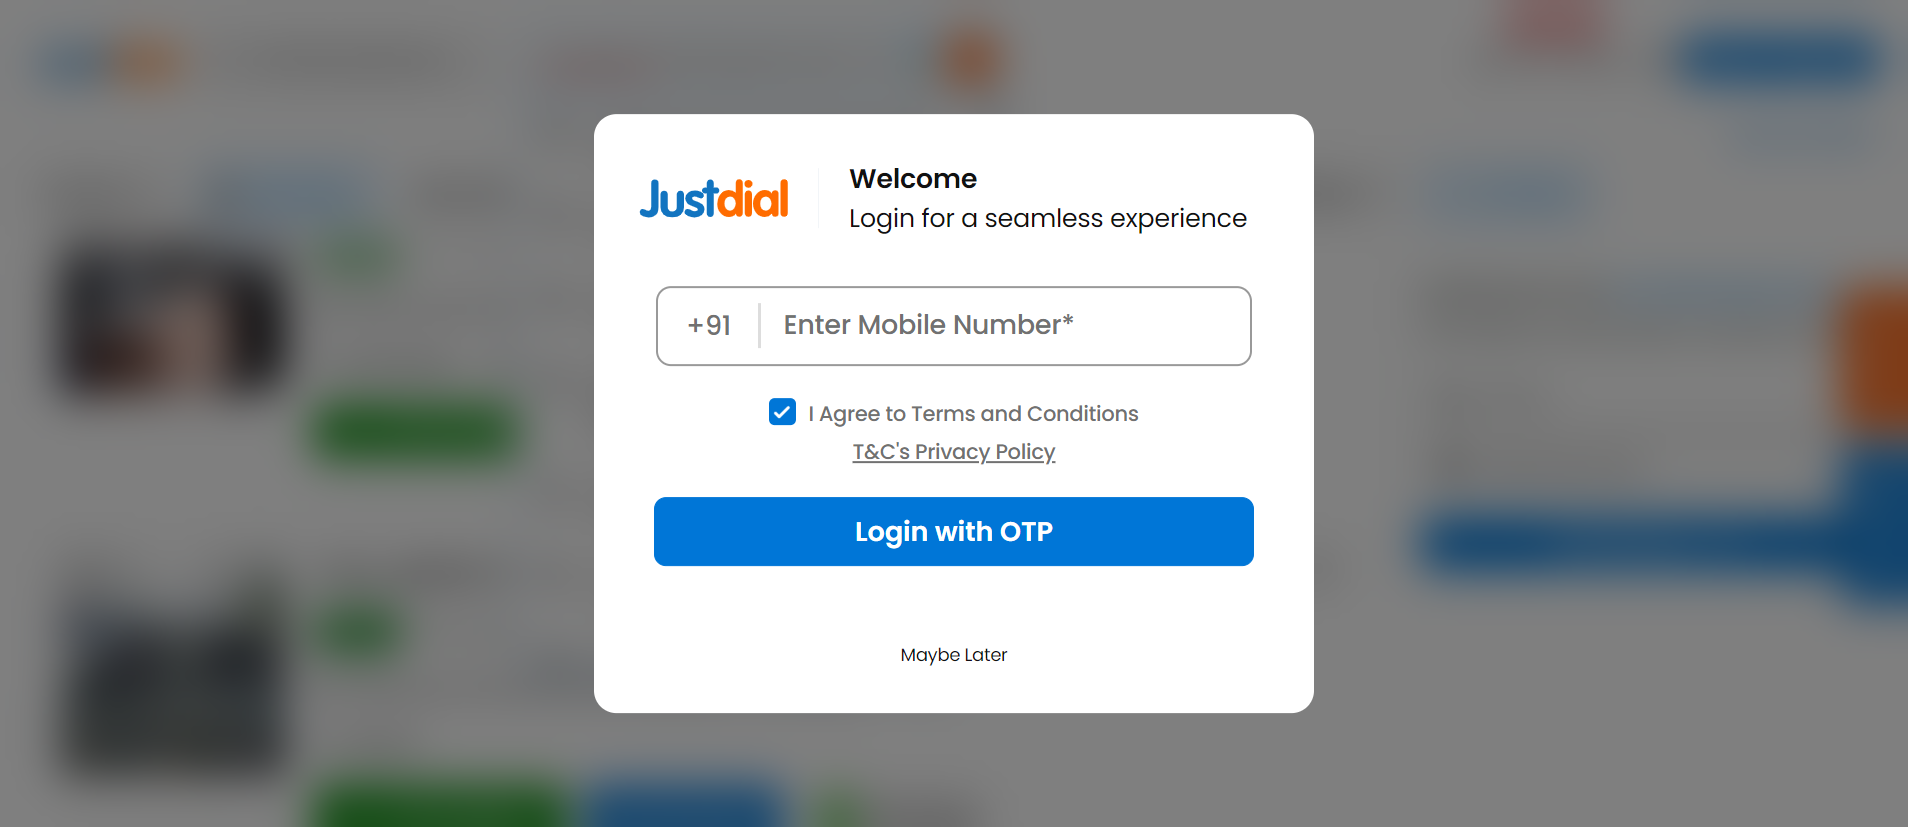 Justdial
Welcome
Login for a seamless experience
+91
Enter Mobile Number*
I Agree to Terms and Conditions
T&C's Privacy Policy
Login with OTP
Maybe Later